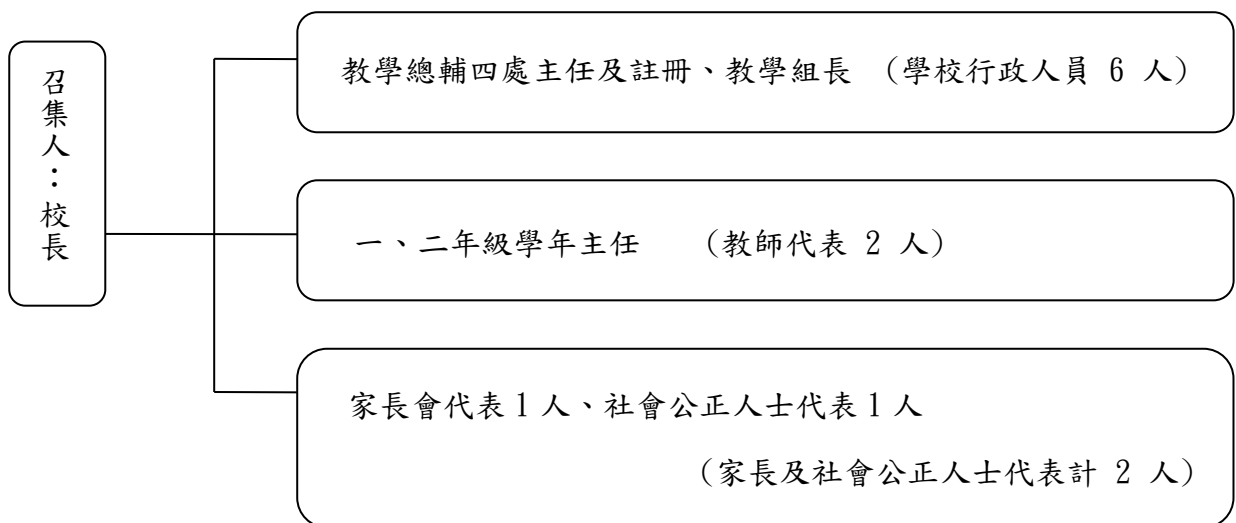 召集人：校長
教學總輔四處主任及註冊、教學組長 （學校行政人員 6 人）
一、二年級學年主任 （教師代表 2 人）
家長會代表1人、社會公正人士代表1人
（家長及社會公正人士代表計 2 人）